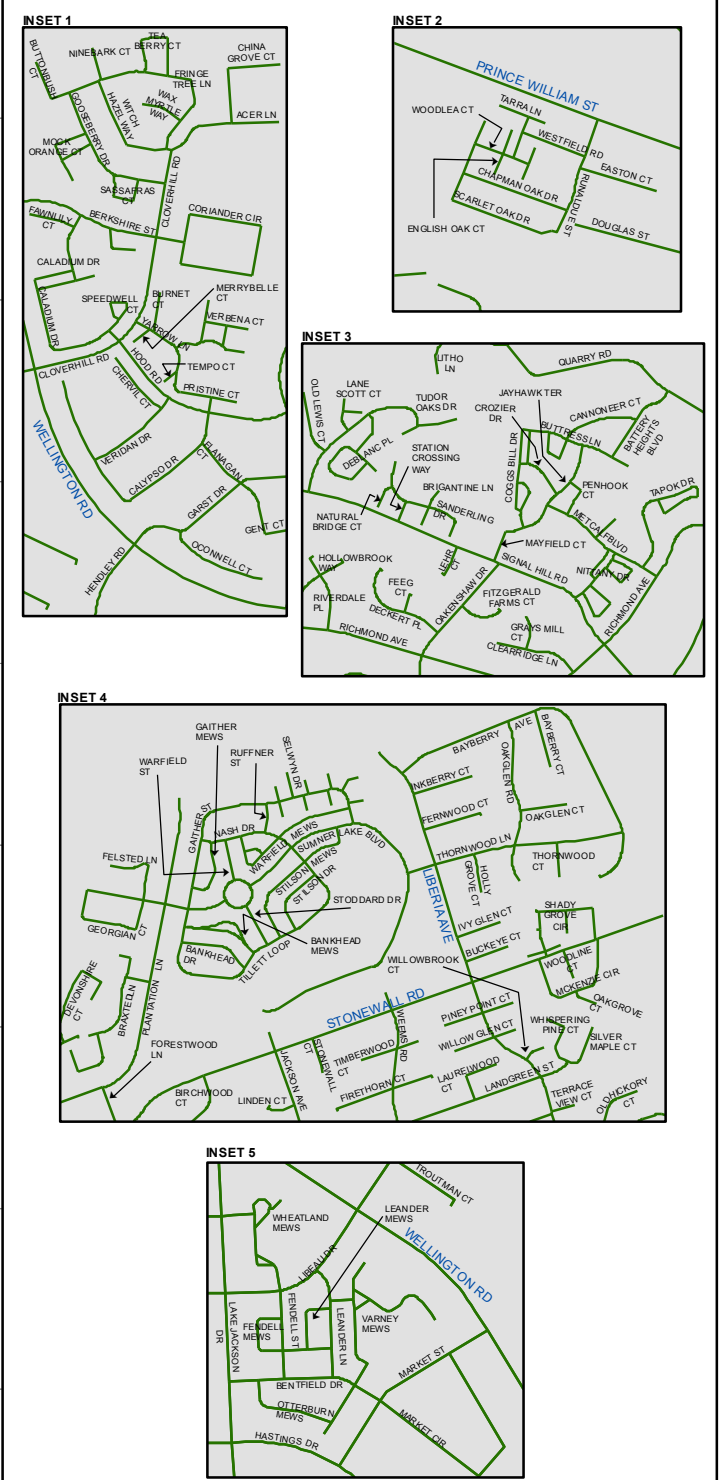 INSET 1
BUTTONBUSH
CT
NINEBARK CT
TEA
BERRY CT
CHINA
GROVE CT
FRINGE
TREE LN
GOOSEBERRY DR
WITCH
HAZEL WAY
WAX
MYRTLE
WAY
ACER LN
MOCK
ORANGE CT
SASSAFRAS
CT
CLOVERHILL RD
FAWNLILY
CT
BERKSHIRE ST
CORIANDER CIR
CALADIUM DR
CALADIUM DR
SPEEDWELL
CT
BURNET
CT
MERRYBELLE
CT
VERBENA CT
YARROW LN
CLOVERHILL RD
HOOD RD
TEMPO CT
CHERVIL CT
PRISTINE CT
WELLINGTON RD
VERIDAN DR
CALYPSO DR
FLANAGAN
CT
GARST DR
GENT CT
OCONNELL CT
HENDLEY RD
INSET 2
PRINCE WILLIAM ST
WOODLEA CT
TARRA LN
WESTFIELD RD
EASTON CT
CHAPMAN OAK DR
RUNALDUE ST
SCARLET OAK DR
ENGLISH OAK CT
DOUGLAS ST
INSET 3
LITHO
LN
QUARRY RD
OLD LEWIS CT
LANE
SCOTT CT
TUDOR
OAKS DR
JAYHAWK TER
CROZIER
DR
CANNONEER CT
BUTTRESS LN
BATTERY
HEIGHTS
BLVD
DEBLANC PL
STATION
CROSSING
WAY
COGGS BILL DR
BRIGANTINE LN
PENHOOK
CT
TAPOK DR
SANDERLING
DR
NATURAL
BRIDGE CT
METCALF BLVD
MAYFIELD CT
HOLLOWBROOK
WAY
JEHR
CT
SIGNAL HILL RD
NITTANY DR
FEEG
CT
OAKENSHAW DR
FITZGERALD
FARMS CT
RIVERDALE
PL
DECKERT PL
RICHMOND AVE
GRAYS MILL
CT
RICHMOND AVE
CLEARRIDGE LN
INSET 4
GAITHER
MEWS
WARFIELD
ST
RUFFNER
ST
SELWYN DR
BAYBERRY AVE
BAYBERRY CT
INKBERRY CT
OAKGLEN RD
GAITHER ST
NASH DR
WARFIELD MEWS
SUMNER LAKE BLVD
FERNWOOD CT
OAKGLEN CT
FELSTED LN
STILSON MEWS
STILSON DR
THORNWOOD LN
THORNWOOD
CT
HOLLY
GROVE CT
LIBERIA AVE
STODDARD DR
GEORGIAN CT
BANKHEAD
MEWS
BANKHEAD
DR
TILLETT LOOP
IVY GLEN CT
SHADY
GROVE
CIR
BUCKEYE CT
WILLOWBROOK
CT
WOODLINE
CT
MCKENZIE CIR
DEVONSHIRE
CT
BRAXTED LN
PLANTATION LN
STONEWALL RD
OAKGROVE
CT
PINEY POINT CT
WHISPERING
PINE CT
WEEMS RD
WILLOW GLEN CT
SILVER
MAPLE CT
FORESTWOOD
LN
STONEWALL
CT
TIMBERWOOD
CT
JACKSON AVE
LAURELWOOD
CT
LANDGREEN ST
BIRCHWOOD
CT
LINDEN CT
FIRETHORN CT
TERRACE
VIEW CT
OLD HICKORY
CT
INSET 5
TROUTMAN CT
WHEATLAND
MEWS
LEANDER
MEWS
WELLINGTON RD
LIBEAU DR
LAKE JACKSON
DR
FENDELL
MEWS
FENDELL ST
LEANDER LN
VARNEY
MEWS
MARKET ST
BENTFIELD DR
OTTERBURN
MEWS
MARKET CIR
HASTINGS DR